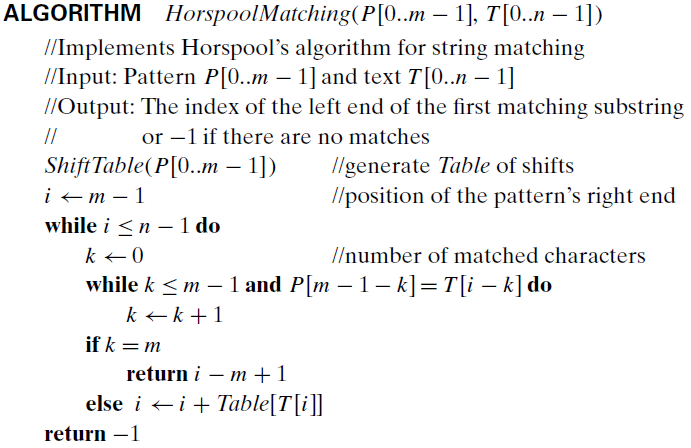 ALGORITHM HorspoolMatching(P[0..m − 1], T[0..n − 1])
//Implements Horspool's algorithm for string matching
//Input: Pattern P[0..m − 1] and text T[0..n − 1]
//Output: The index of the left end of the first matching substring
// or −1 if there are no matches
ShiftTable(P[0..m − 1]) //generate Table of shifts
i ← m − 1 //position of the pattern's right end
while i ≤ n − 1 do
k ← 0 //number of matched characters
while k ≤ m − 1 and P[m − 1 − k] = T[i − k] do
k ← k + 1
if k = m
return i − m + 1
else i ← i + Table[T[i]]
return −1